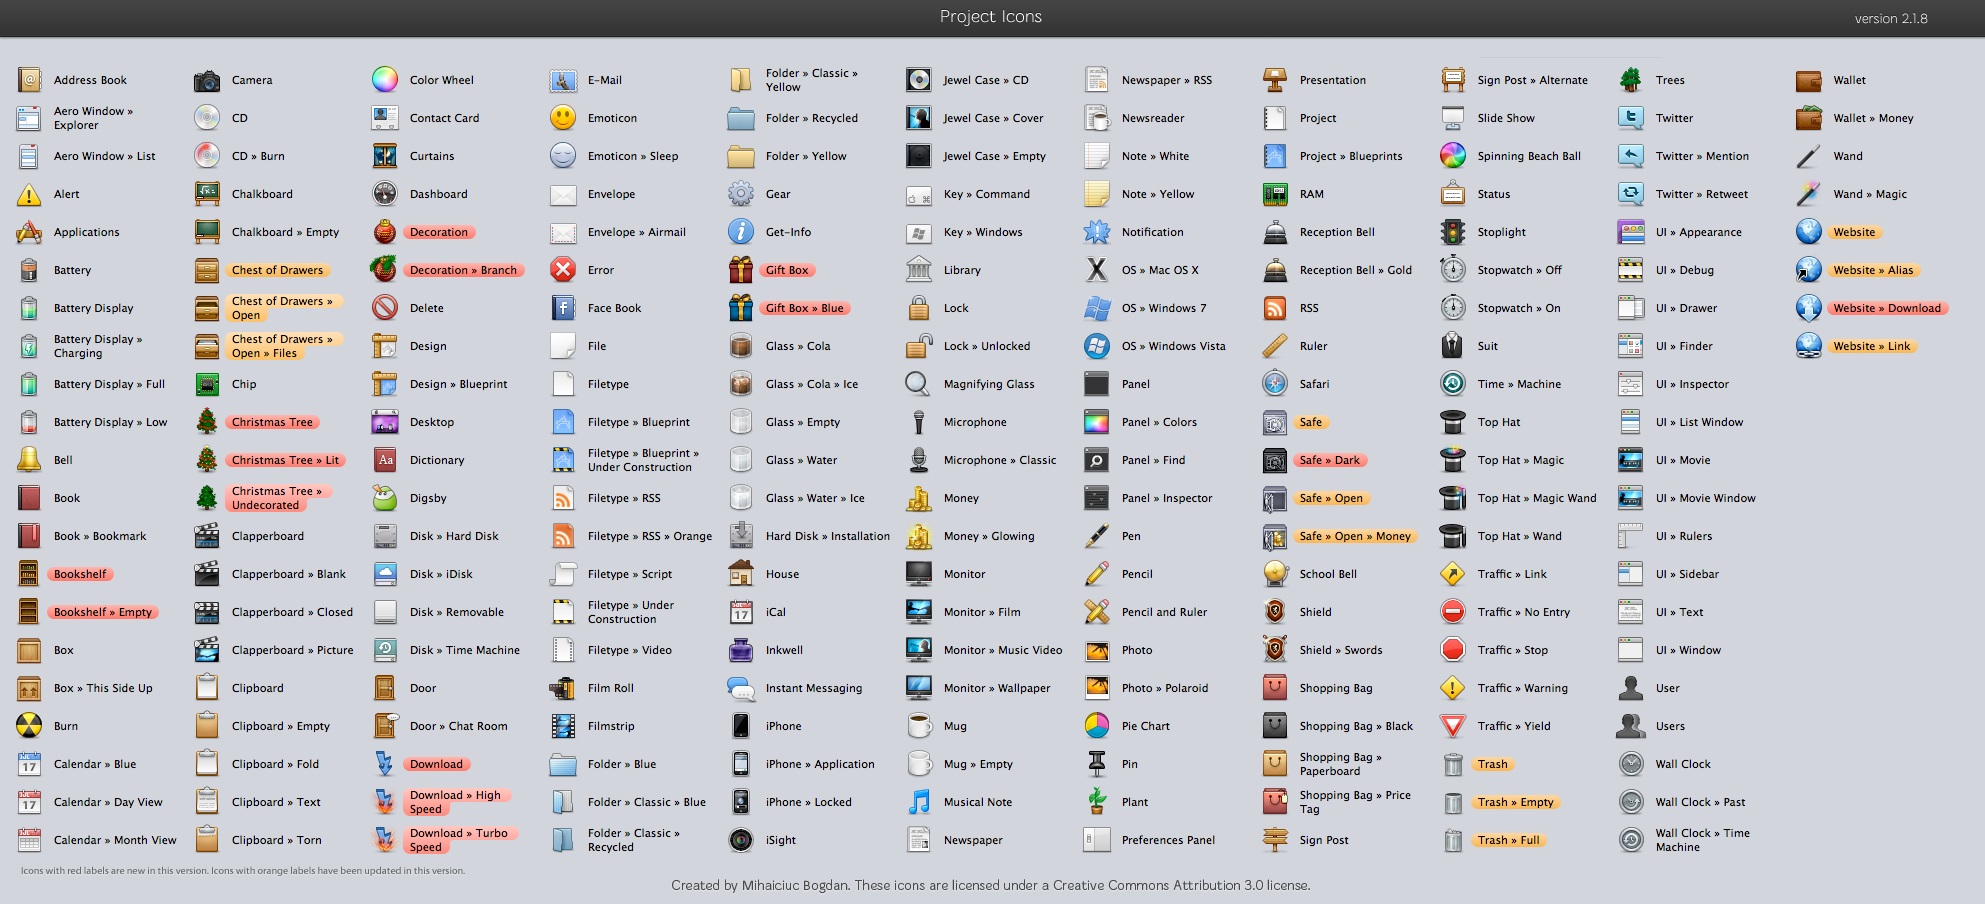 Project Icons
version 2.1.8
Address Book
Aero Window »
Explorer
Aero Window » List
Alert
Applications
Battery
Battery Display
Battery Display »
Charging
Battery Display » Full
Battery Display » Low
Bell
Book
Book » Bookmark
Bookshelf
Bookshelf » Empty
Box
Box » This Side Up
Burn
Calendar » Blue
Calendar » Day View
Calendar » Month View
Camera
CD
CD » Burn
Chalkboard
Chalkboard » Empty
Chest of Drawers
Chest of Drawers »
Open
Chest of Drawers »
Open » Files
Chip
Christmas Tree
Christmas Tree » Lit
Christmas Tree »
Undecorated
Clapperboard
Clapperboard » Blank
Clapperboard » Closed
Clapperboard » Picture
Clipboard
Clipboard » Empty
Clipboard » Fold
Clipboard » Text
Clipboard » Torn
Color Wheel
Contact Card
Curtains
Dashboard
Decoration
Decoration » Branch
Delete
Design
Design » Blueprint
Desktop
Dictionary
Digsby
Disk » Hard Disk
Disk » iDisk
Disk » Removable
Disk » Time Machine
Door
Door » Chat Room
Download
Download » High
Speed
Download » Turbo
Speed
E-Mail
Emoticon
Emoticon » Sleep
Envelope
Envelope » Airmail
Error
Face Book
File
Filetype
Filetype » Blueprint
Filetype » Blueprint »
Under Construction
Filetype » RSS
Filetype » RSS » Orange
Filetype » Script
Filetype » Under
Construction
Filetype » Video
Film Roll
Filmstrip
Folder » Blue
Folder » Classic » Blue
Folder » Classic »
Recycled
Folder » Classic »
Yellow
Folder » Recycled
Folder » Yellow
Gear
Get-Info
Gift Box
Gift Box » Blue
Glass » Cola
Glass » Cola » Ice
Glass » Empty
Glass » Water
Glass » Water » Ice
Hard Disk » Installation
House
iCal
Inkwell
Instant Messaging
iPhone
iPhone » Application
iPhone » Locked
iSight
Jewel Case » CD
Jewel Case » Cover
Jewel Case » Empty
Key » Command
Key » Windows
Library
Lock
Lock » Unlocked
Magnifying Glass
Microphone
Microphone » Classic
Money
Money » Glowing
Monitor
Monitor » Film
Monitor » Music Video
Monitor » Wallpaper
Mug
Mug » Empty
Musical Note
Newspaper
Newspaper » RSS
Newsreader
Note » White
Note » Yellow
Notification
OS » Mac OS X
OS » Windows 7
OS » Windows Vista
Panel
Panel » Colors
Panel » Find
Panel » Inspector
Pen
Pencil
Pencil and Ruler
Photo
Photo » Polaroid
Pie Chart
Pin
Plant
Preferences Panel
Presentation
Project
Project » Blueprints
RAM
Reception Bell
Reception Bell » Gold
RSS
Ruler
Safari
Safe
Safe » Dark
Safe » Open
Safe » Open » Money
School Bell
Shield
Shield » Swords
Shopping Bag
Shopping Bag » Black
Shopping Bag »
Paperboard
Shopping Bag » Price
Tag
Sign Post
Sign Post » Alternate
Slide Show
Spinning Beach Ball
Status
Stoplight
Stopwatch » Off
Stopwatch » On
Suit
Time » Machine
Top Hat
Top Hat » Magic
Top Hat » Magic Wand
Top Hat » Wand
Traffic » Link
Traffic » No Entry
Traffic » Stop
Traffic » Warning
Traffic » Yield
Trash
Trash » Empty
Trash » Full
Trees
Twitter
Twitter » Mention
Twitter » Retweet
UI » Appearance
UI » Debug
UI » Drawer
UI » Finder
UI » Inspector
UI » List Window
UI » Movie
UI » Movie Window
UI » Rulers
UI » Sidebar
UI » Text
UI » Window
User
Users
Wall Clock
Wall Clock » Past
Wall Clock » Time
Machine
Wallet
Wallet » Money
Wand
Wand » Magic
Website
Website » Alias
Website » Download
Website » Link
Icons with red labels are new in this version. Icons with orange labels have been updated in this version.
Created by Mihaiciuc Bogdan. These icons are licensed under a Creative Commons Attribution 3.0 license.